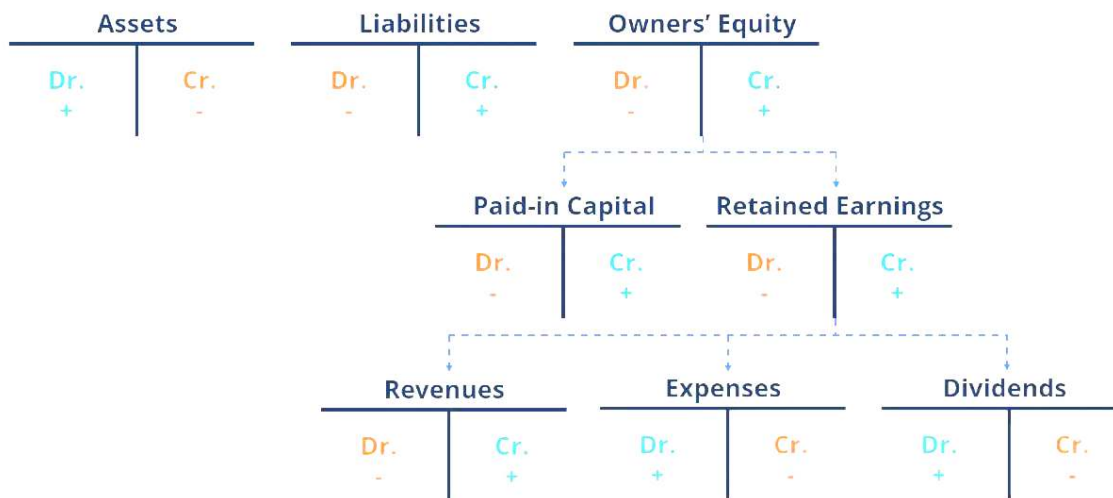 Assets Liabilities Owners' Equity
Dr. Cr. Dr. Cr. Dr. Cr.
+ - - + - +
Paid-in Capital Retained Earnings
Dr. Cr. Dr. Cr.
- + - +
Revenues Expenses Dividends
Dr. Cr. Dr. Cr. Dr. Cr.
- + + - + -